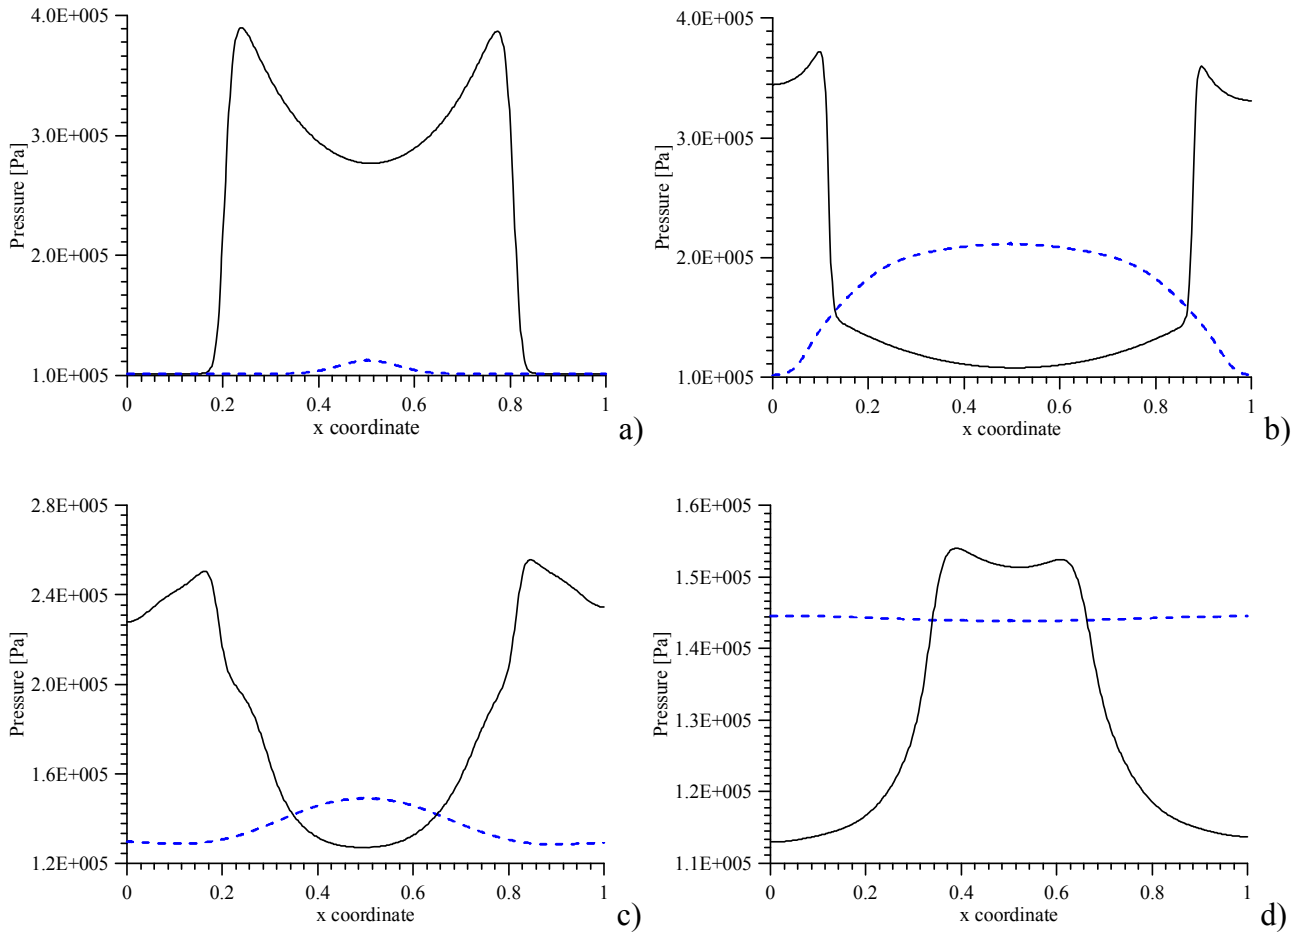 4.0E+005
3.0E+005
2.0E+005
1.0E+005
Pressure [Pa]
0 0.2 0.4 0.6 0.8 1
x coordinate
a)
4.0E+005
3.0E+005
2.0E+005
1.0E+005
Pressure [Pa]
0 0.2 0.4 0.6 0.8 1
x coordinate
b)
2.8E+005
2.4E+005
2.0E+005
1.6E+005
1.2E+005
Pressure [Pa]
0 0.2 0.4 0.6 0.8 1
x coordinate
c)
1.6E+005
1.5E+005
1.4E+005
1.3E+005
1.2E+005
1.1E+005
Pressure [Pa]
0 0.2 0.4 0.6 0.8 1
x coordinate
d)